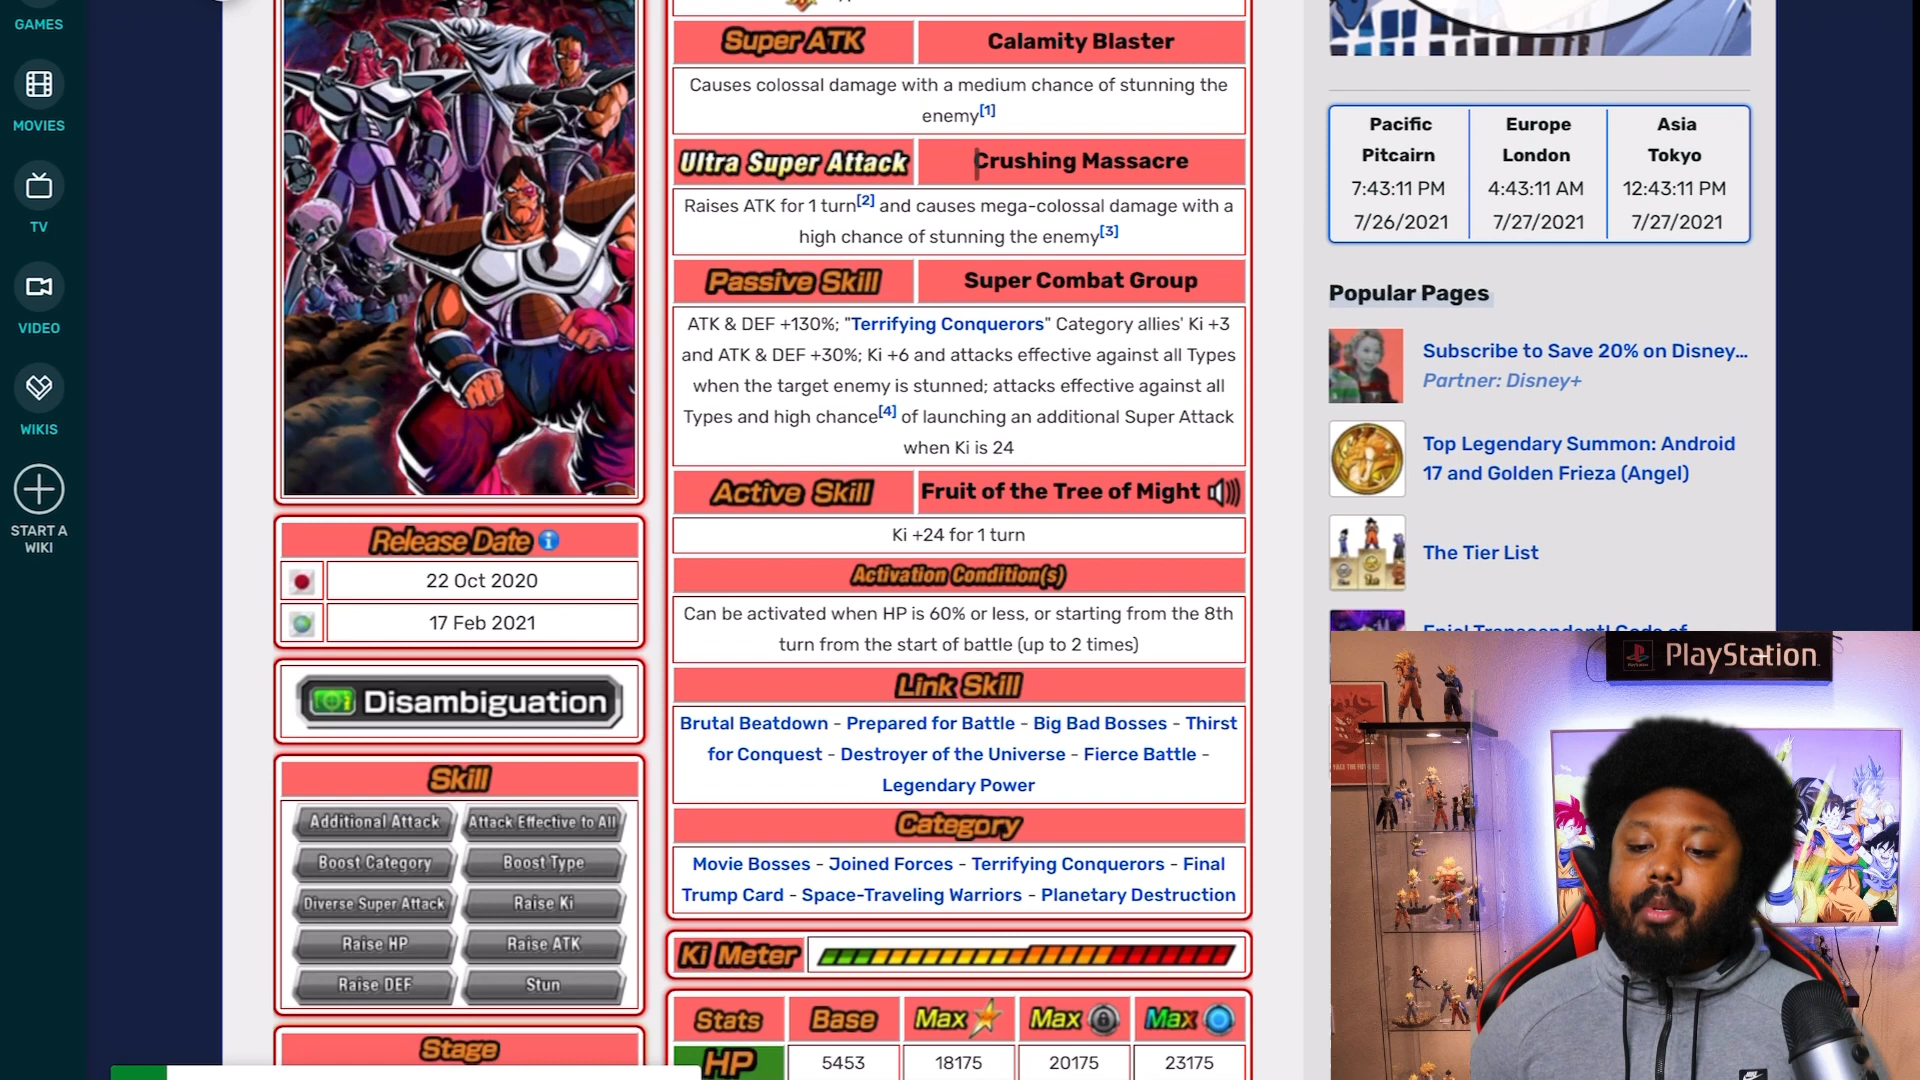 GAMES
MOVIES
TV
VIDEO
WIKIS
START A
WIKI
Release Date
22 Oct 2020
17 Feb 2021
Disambiguation
Skill
Additional Attack
Attack Effective to All
Boost Category
Boost Type
Diverse Super Attack
Raise Ki
Raise HP
Raise ATK
Raise DEF
Stun
Stage
Super ATK
Calamity Blaster
Causes colossal damage with a medium chance of stunning the
enemy[1]
Ultra Super Attack
Crushing Massacre
Raises ATK for 1 turn[2] and causes mega-colossal damage with a
high chance of stunning the enemy[3]
Passive Skill
Super Combat Group
ATK & DEF +130%; "Terrifying Conquerors" Category allies' Ki +3
and ATK & DEF +30%; Ki +6 and attacks effective against all Types
when the target enemy is stunned; attacks effective against all
Types and high chance[4] of launching an additional Super Attack
when Ki is 24
Active Skill
Fruit of the Tree of Might
Ki +24 for 1 turn
Activation Condition(s)
Can be activated when HP is 60% or less, or starting from the 8th
turn from the start of battle (up to 2 times)
Link Skill
Brutal Beatdown - Prepared for Battle - Big Bad Bosses - Thirst
for Conquest - Destroyer of the Universe - Fierce Battle -
Legendary Power
Category
Movie Bosses - Joined Forces - Terrifying Conquerors - Final
Trump Card - Space-Traveling Warriors - Planetary Destruction
Ki Meter
Stats Base Max Max Max
HP 5453 18175 20175 23175
Pacific
Pitcairn
7:43:11 PM
7/26/2021
Europe
London
4:43:11 AM
7/27/2021
Asia
Tokyo
12:43:11 PM
7/27/2021
Popular Pages
Subscribe to Save 20% on Disney...
Partner: Disney+
Top Legendary Summon: Android
17 and Golden Frieza (Angel)
The Tier List
PlayStation